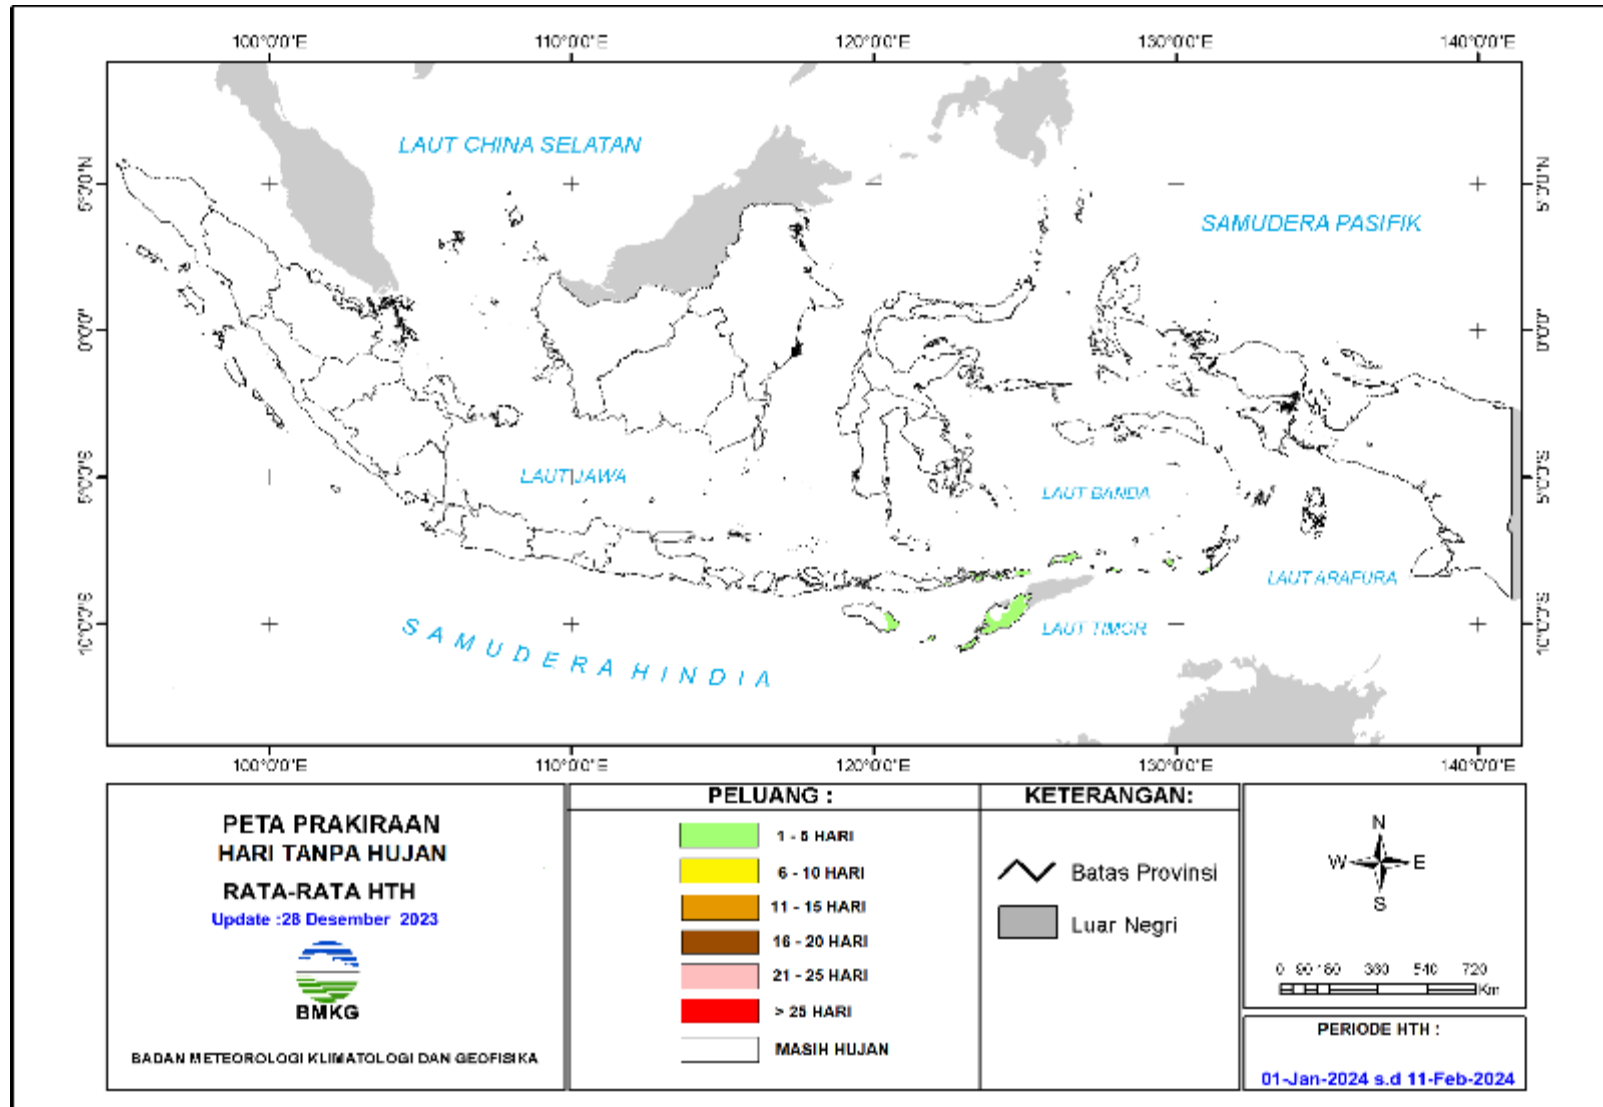 100°0'0"E 110°0'0"E 120°0'0"E 130°0'0"E 140°0'0"E
5°0'0"N 5°0'0"N
0°0'0" 0°0'0"
5°0'0"S 5°0'0"S
10°0'0"S 10°0'0"S
LAUT CHINA SELATAN
SAMUDERA PASIFIK
LAUT JAWA
LAUT BANDA
LAUT ARAFURA
LAUT TIMOR
SAMUDERA HINDIA
100°0'0"E 110°0'0"E 120°0'0"E 130°0'0"E 140°0'0"E
PETA PRAKIRAAN
HARI TANPA HUJAN
RATA-RATA HTH
Update :28 Desember 2023
BMKG
BADAN METEOROLOGI KLIMATOLOGI DAN GEOFISIKA
PELUANG :
1 - 5 HARI
6 - 10 HARI
11 - 15 HARI
16 - 20 HARI
21 - 25 HARI
> 25 HARI
MASIH HUJAN
KETERANGAN:
Batas Provinsi
Luar Negri
N
W E
S
0 90 180 360 540 720
Km
PERIODE HTH :
01-Jan-2024 s.d 11-Feb-2024